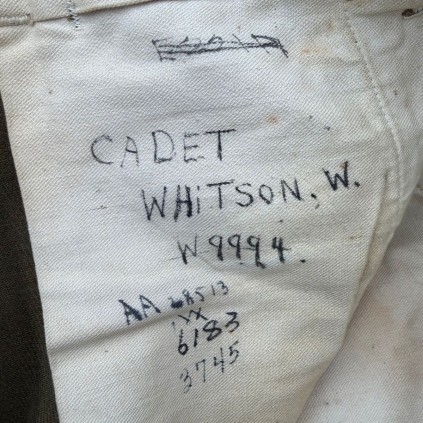 CADET
WHiTSON, W.
W9994.
AA 28513
6183
3745